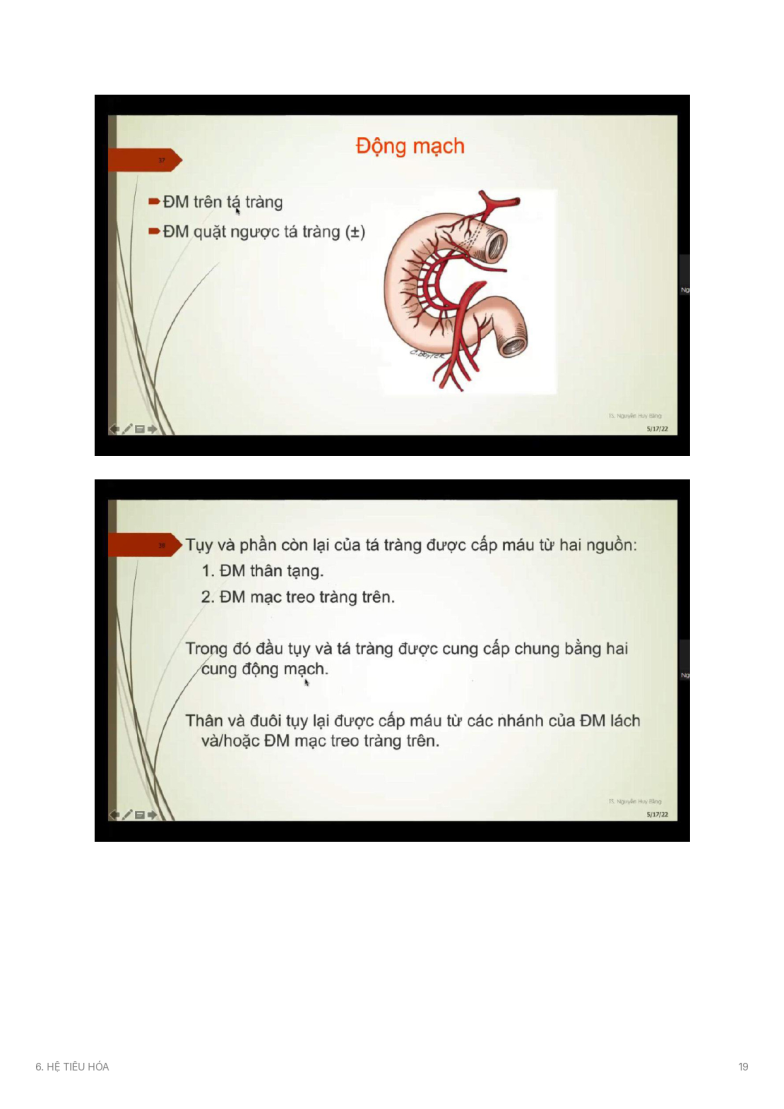 37
Động mạch
ĐM trên tá tràng
ĐM quặt ngược tá tràng (±)
TS. Nguyễn Huy Bằng
5/17/22
Tụy và phần còn lại của tá tràng được cấp máu từ hai nguồn:
1. ĐM thân tạng.
2. ĐM mạc treo tràng trên.
Trong đó đầu tụy và tá tràng được cung cấp chung bằng hai
cung động mạch.
Thân và đuôi tụy lại được cấp máu từ các nhánh của ĐM lách
và/hoặc ĐM mạc treo tràng trên.
TS. Nguyễn Huy Bằng
5/17/22
6. HỆ TIÊU HÓA
19